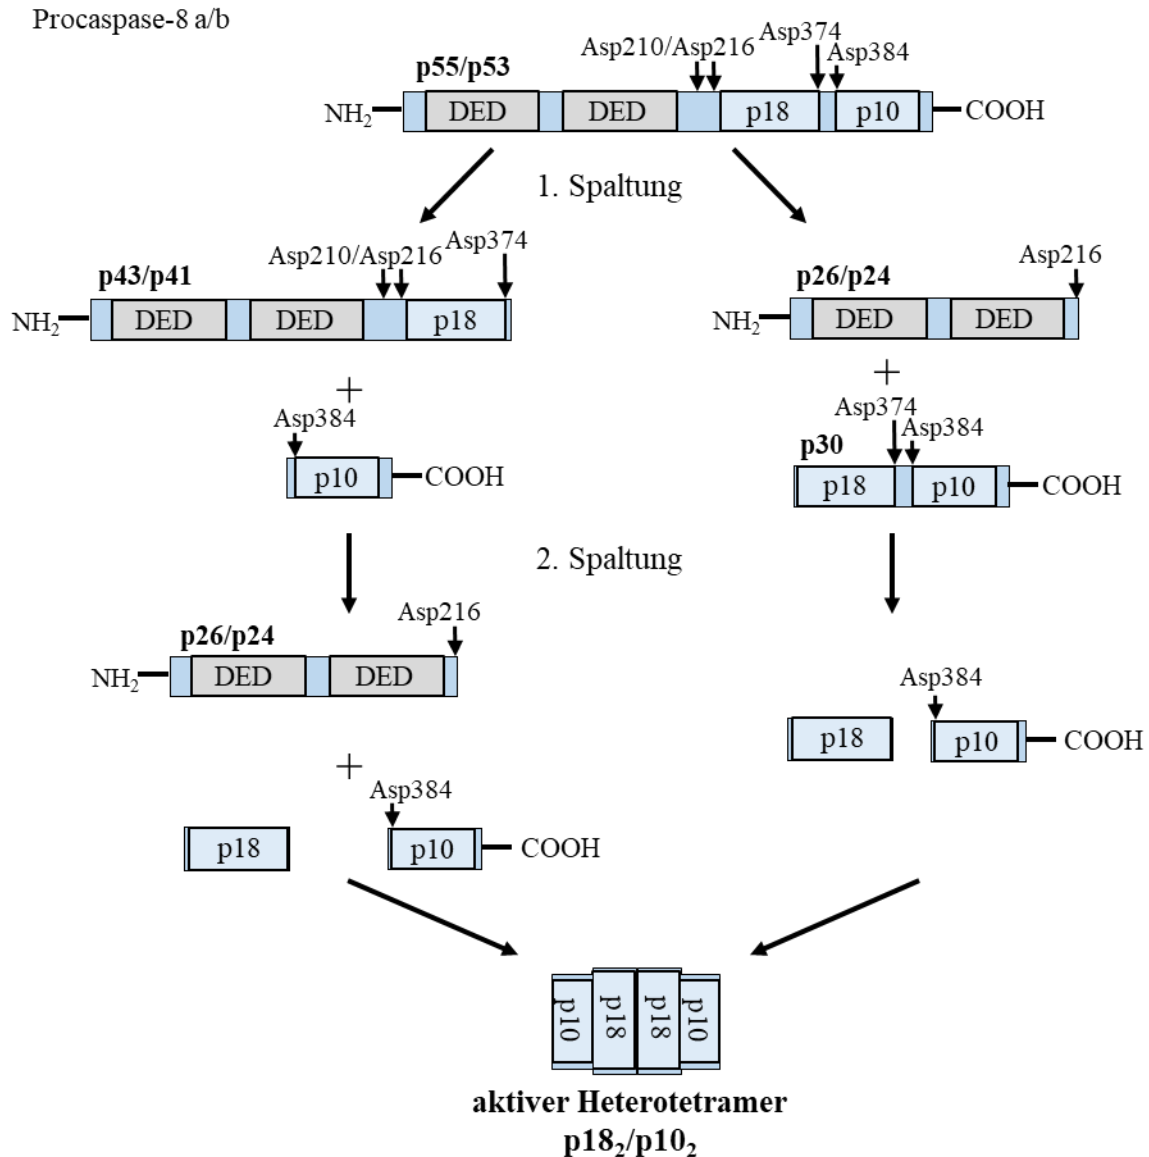 Procaspase-8 a/b
Asp374
Asp210/Asp216
Asp384
p55/p53
NH2
DED
DED
p18
p10
COOH
1. Spaltung
Asp374
Asp210/Asp216
p43/p41
NH2
DED
DED
p18
Asp216
p26/p24
NH2
DED
DED
+
Asp384
p10
COOH
+
Asp374
Asp384
p30
p18
p10
COOH
2. Spaltung
Asp216
p26/p24
NH2
DED
DED
+
Asp384
p18
p10
COOH
Asp384
p18
p10
COOH
p10
p18
p18
p10
aktiver Heterotetramer
p182/p102